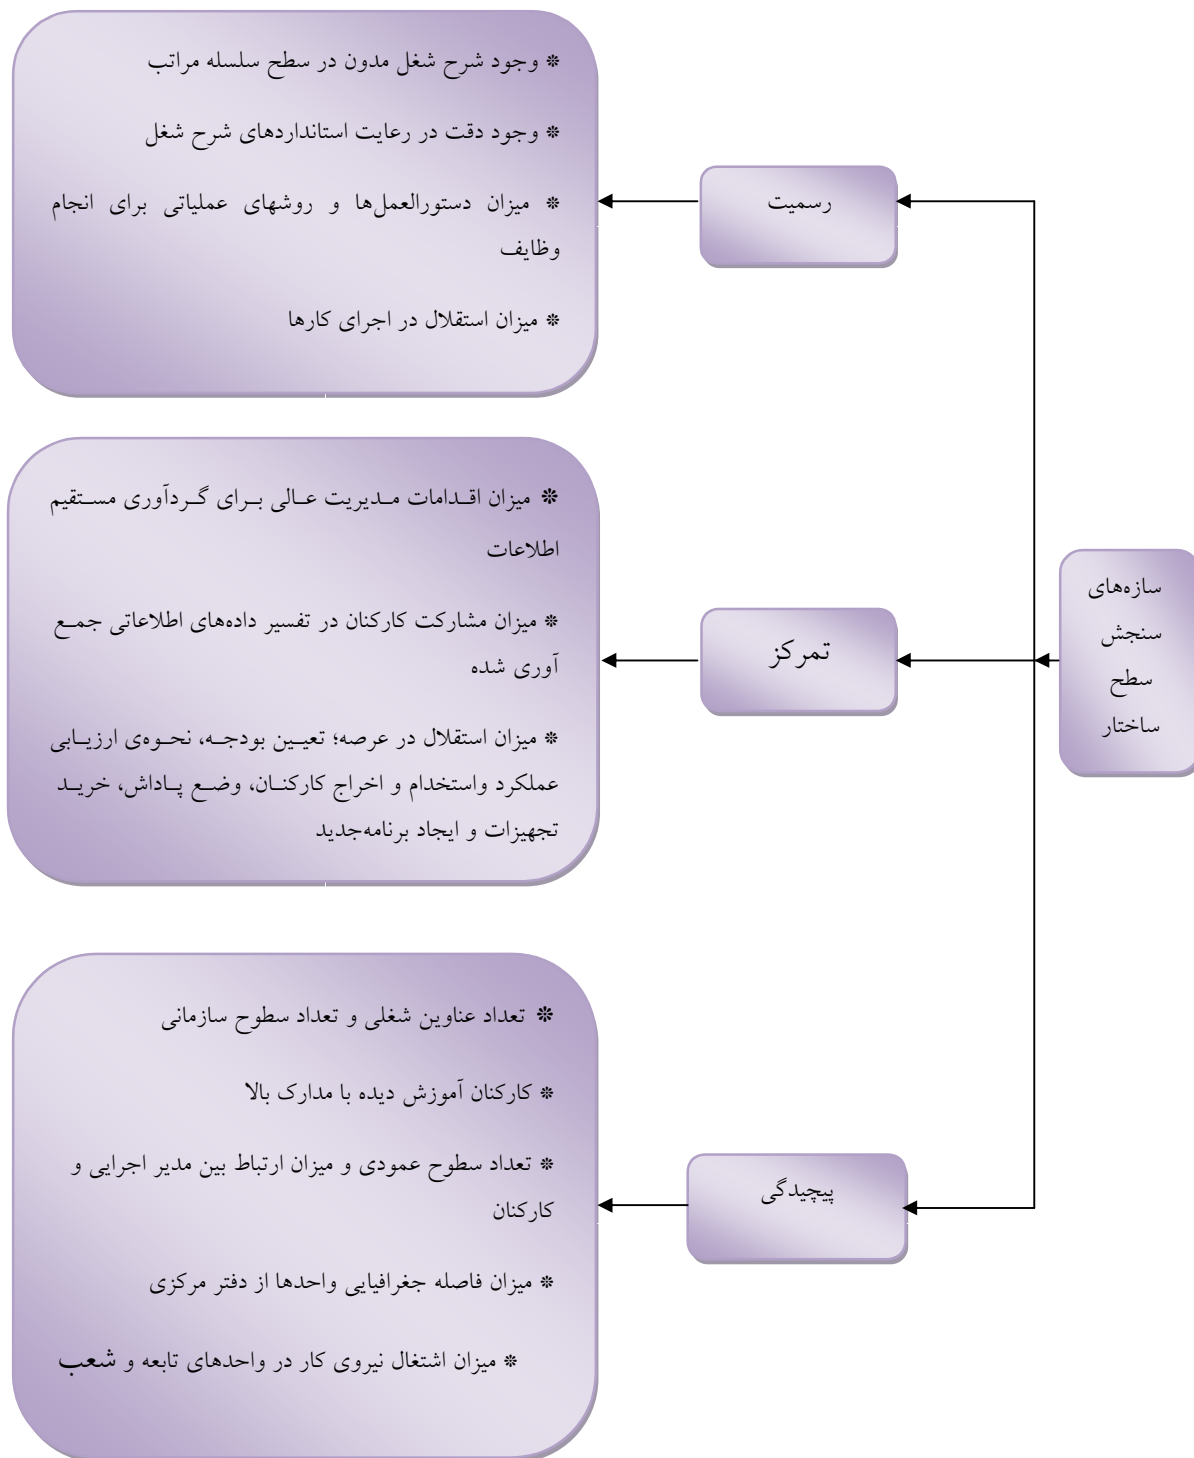 سازه‌های
سنجش
سطح
ساختار
رسمیت
❊ وجود شرح شغل مدون در سطح سلسله مراتب
❊ وجود دقت در رعایت استانداردهای شرح شغل
❊ میزان دستورالعمل‌ها و روشهای عملیاتی برای انجام
وظایف
❊ میزان استقلال در اجرای کارها
تمرکز
❊ میزان اقـدامات مـدیریت عـالی بـرای گـردآوری مسـتقیم
اطلاعات
❊ میزان مشارکت کارکنان در تفسیر داده‌های اطلاعاتی جمـع
آوری شده
❊ میزان استقلال در عرصه؛ تعیـین بودجـه، نحـوه‌ی ارزیـابی
عملکرد واستخدام و اخراج کارکنـان، وضـع پـاداش، خریـد
تجهیزات و ایجاد برنامه‌جدید
پیچیدگی
❊ تعداد عناوین شغلی و تعداد سطوح سازمانی
❊ کارکنان آموزش دیده با مدارک بالا
❊ تعداد سطوح عمودی و میزان ارتباط بین مدیر اجرایی و
کارکنان
❊ میزان فاصله جغرافیایی واحدها از دفتر مرکزی
❊ میزان اشتغال نیروی کار در واحدهای تابعه و شعب